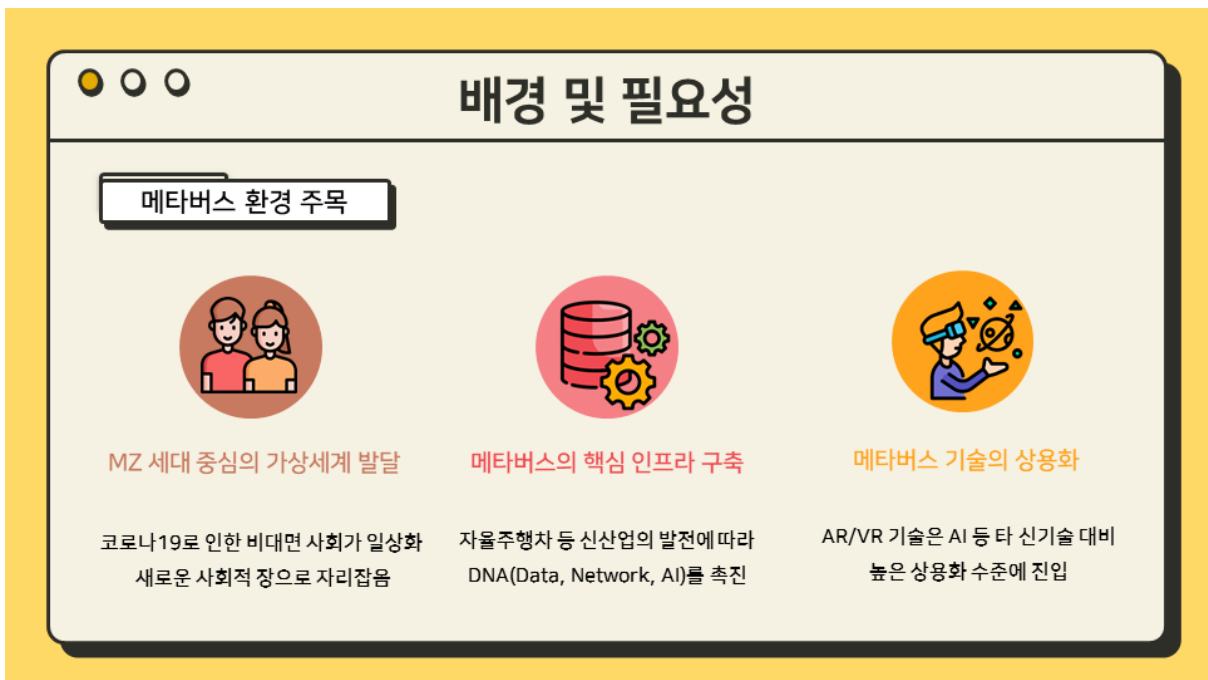 배경 및 필요성
메타버스 환경 주목
MZ 세대 중심의 가상세계 발달
코로나19로 인한 비대면 사회가 일상화
새로운 사회적 장으로 자리잡음
메타버스의 핵심 인프라 구축
자율주행차 등 신산업의 발전에 따라
DNA(Data, Network, AI)를 촉진
메타버스 기술의 상용화
AR/VR 기술은 AI 등 타 신기술 대비
높은 상용화 수준에 진입